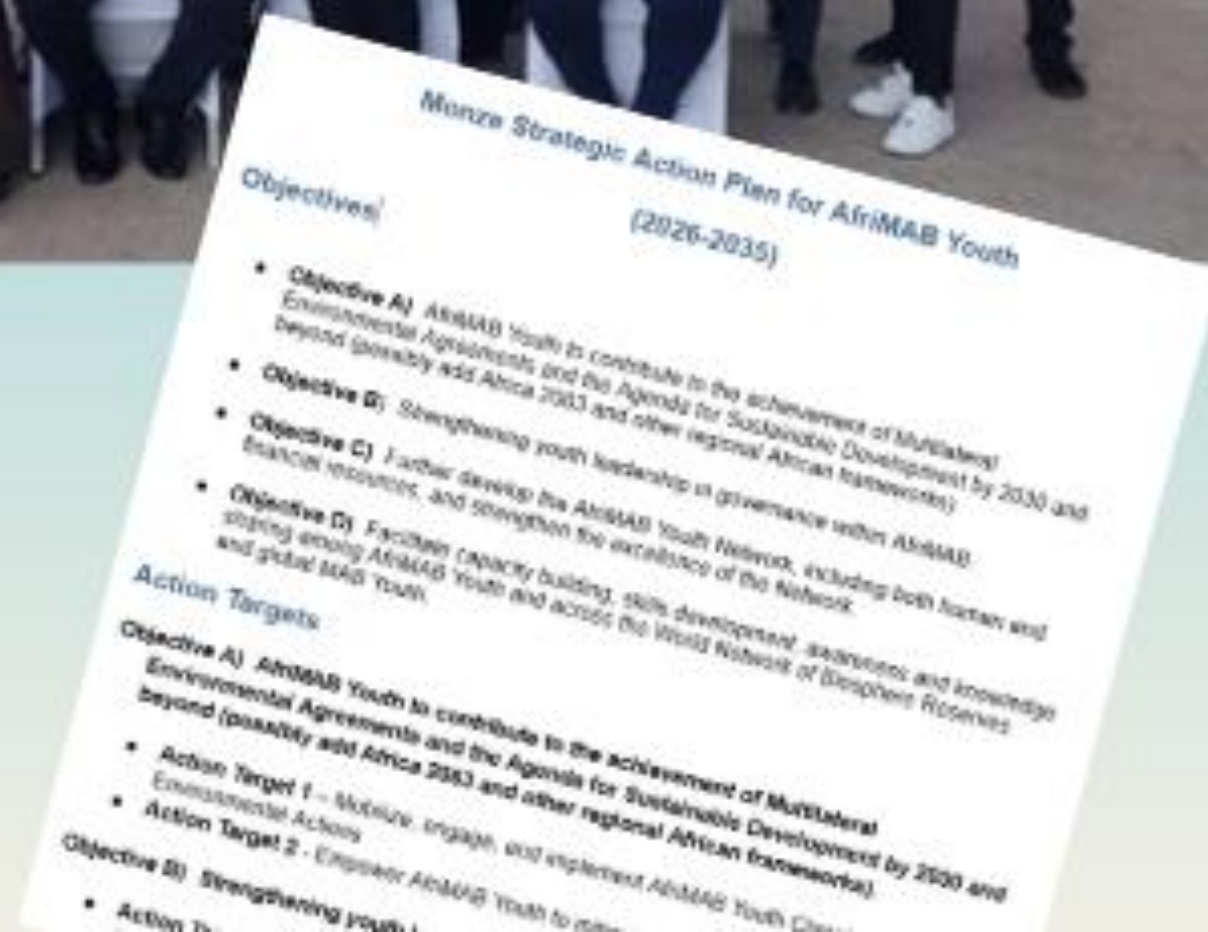 Monze Strategic Action Plan for AfriMAB Youth
(2026-2035)
Objectives
Objective A) AfriMAB Youth to contribute to the achievement of Multilateral
Environmental Agreements and the Agenda for Sustainable Development by 2030 and
beyond (possibly add Africa 2063 and other regional African frameworks)
Objective B) Strengthening youth leadership in governance within AfriMAB.
Objective C) Further develop the AfriMAB Youth Network, including both human and
financial resources, and strengthen the excellence of the Network.
Objective D) Facilitate capacity building, skills development, awareness and knowledge
sharing among AfriMAB Youth and across the World Network of Biosphere Reserves
and global MAB Youth.
Action Targets
Objective A) AfriMAB Youth to contribute to the achievement of Multilateral
Environmental Agreements and the Agenda for Sustainable Development by 2030 and
beyond (possibly add Africa 2063 and other regional African frameworks).
Action Target 1 – Mobilize, engage, and implement AfriMAB Youth
Environmental Actions
Action Target 2 - Empower AfriMAB Youth to
Objective B) Strengthening youth
Action